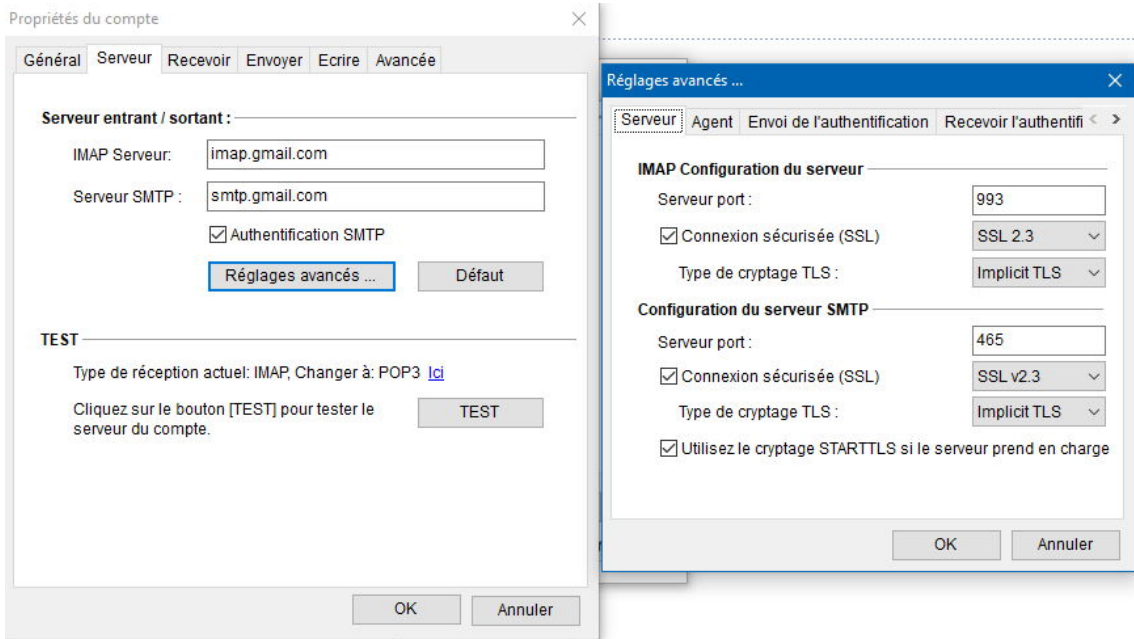 Propriétés du compte
Général Serveur Recevoir Envoyer Ecrire Avancée
Serveur entrant / sortant :
IMAP Serveur: imap.gmail.com
Serveur SMTP : smtp.gmail.com
Authentification SMTP
Réglages avancés ... Défaut
TEST
Type de réception actuel: IMAP, Changer à: POP3 Ici
Cliquez sur le bouton [TEST] pour tester le
serveur du compte.
TEST
OK Annuler
Réglages avancés ...
Serveur Agent Envoi de l'authentification Recevoir l'authentifi
IMAP Configuration du serveur
Serveur port : 993
Connexion sécurisée (SSL) SSL 2.3
Type de cryptage TLS : Implicit TLS
Configuration du serveur SMTP
Serveur port : 465
Connexion sécurisée (SSL) SSL v2.3
Type de cryptage TLS : Implicit TLS
Utilisez le cryptage STARTTLS si le serveur prend en charge
OK Annuler